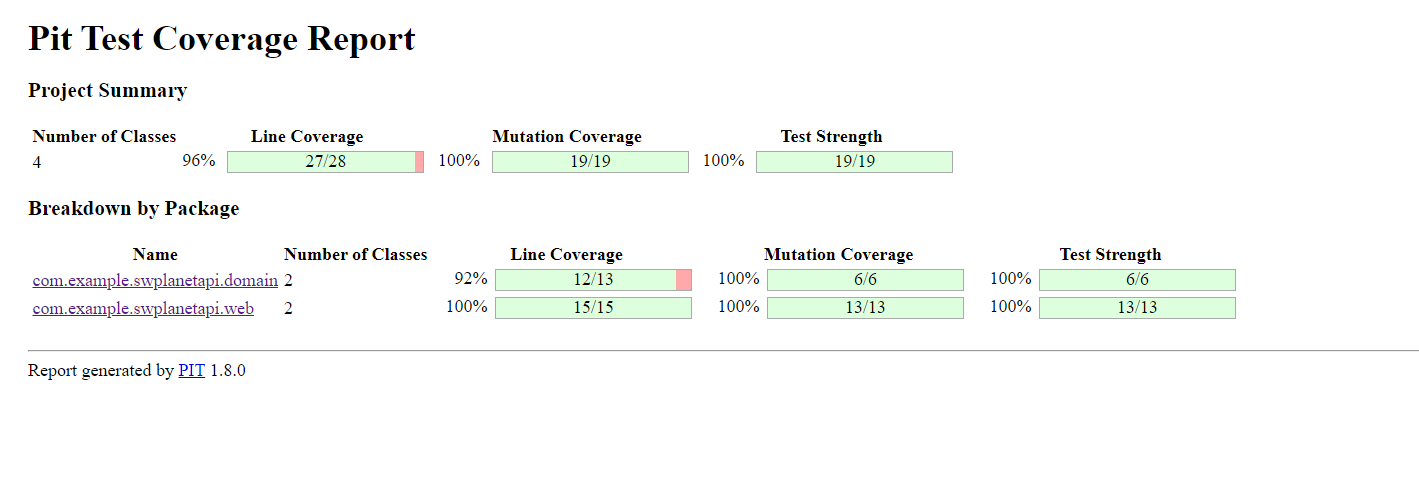 Pit Test Coverage Report
Project Summary
Number of Classes Line Coverage Mutation Coverage Test Strength
4 96% 27/28 100% 19/19 100% 19/19
Breakdown by Package
Name Number of Classes Line Coverage Mutation Coverage Test Strength
com.example.swplanetapi.domain 2 92% 12/13 100% 6/6 100% 6/6
com.example.swplanetapi.web 2 100% 15/15 100% 13/13 100% 13/13
Report generated by PIT 1.8.0